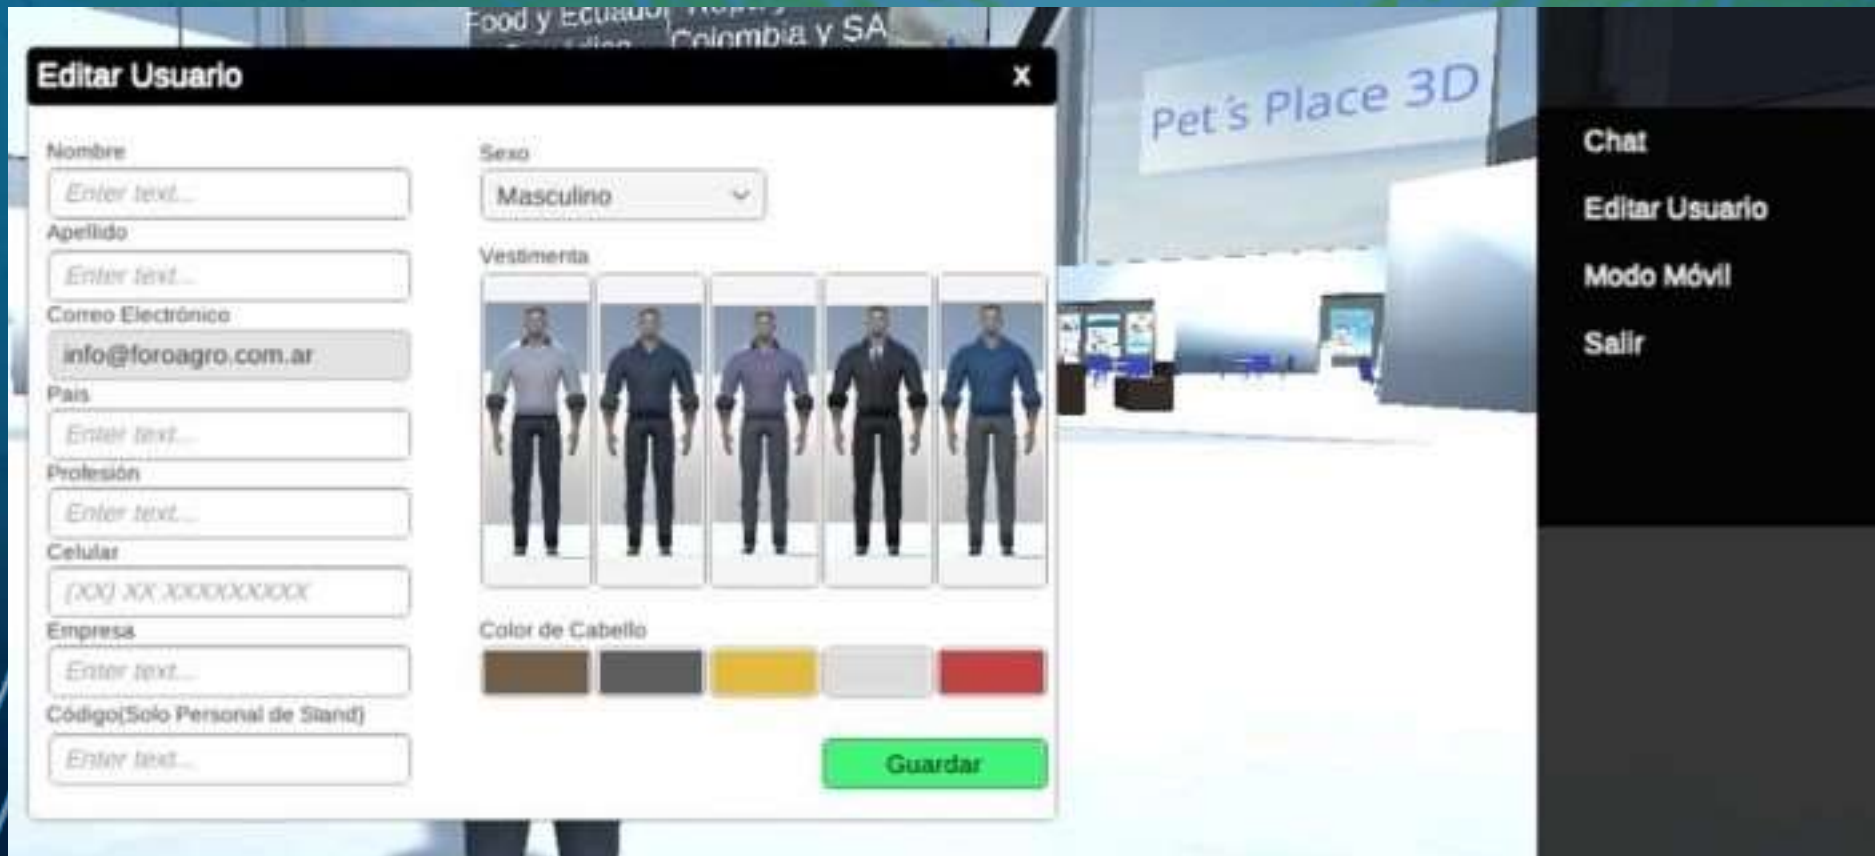 Food y Ecuador
Colombia y SA
Editar Usuario
X
Nombre
Enter text...
Apellido
Enter text...
Correo Electrónico
info@foroagro.com.ar
País
Enter text...
Profesión
Enter text...
Celular
(XX) XX XXXXXXXXX
Empresa
Enter text...
Código(Solo Personal de Stand)
Enter text...
Sexo
Masculino
Vestimenta
Color de Cabello
Guardar
Pet´s Place 3D
Chat
Editar Usuario
Modo Móvil
Salir